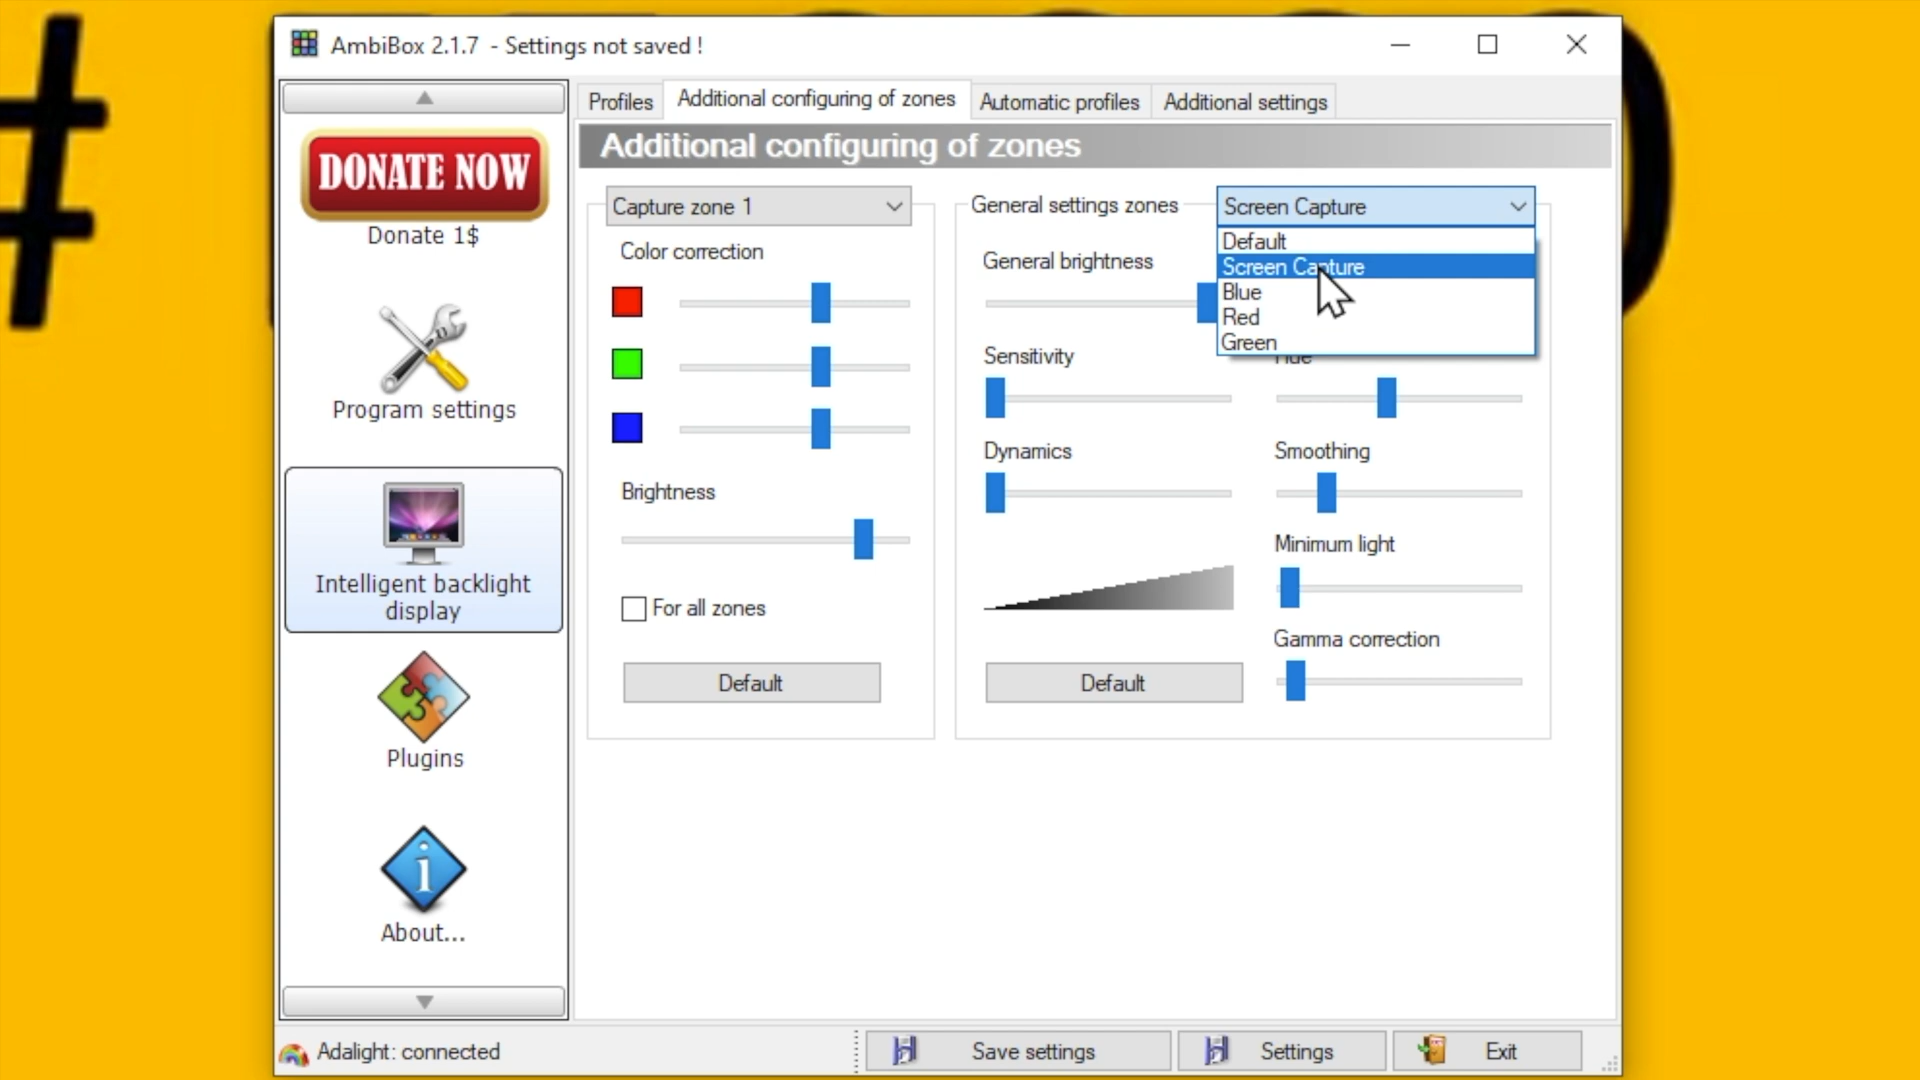 AmbiBox 2.1.7 - Settings not saved !
DONATE NOW
Donate 1$
Program settings
Intelligent backlight
display
Plugins
About...
Profiles
Additional configuring of zones
Automatic profiles
Additional settings
Additional configuring of zones
Capture zone 1
Color correction
Brightness
For all zones
Default
General settings zones
Screen Capture
Default
Screen Capture
Blue
Red
Green
General brightness
Sensitivity
Hue
Dynamics
Smoothing
Minimum light
Gamma correction
Default
Adalight: connected
Save settings
Settings
Exit